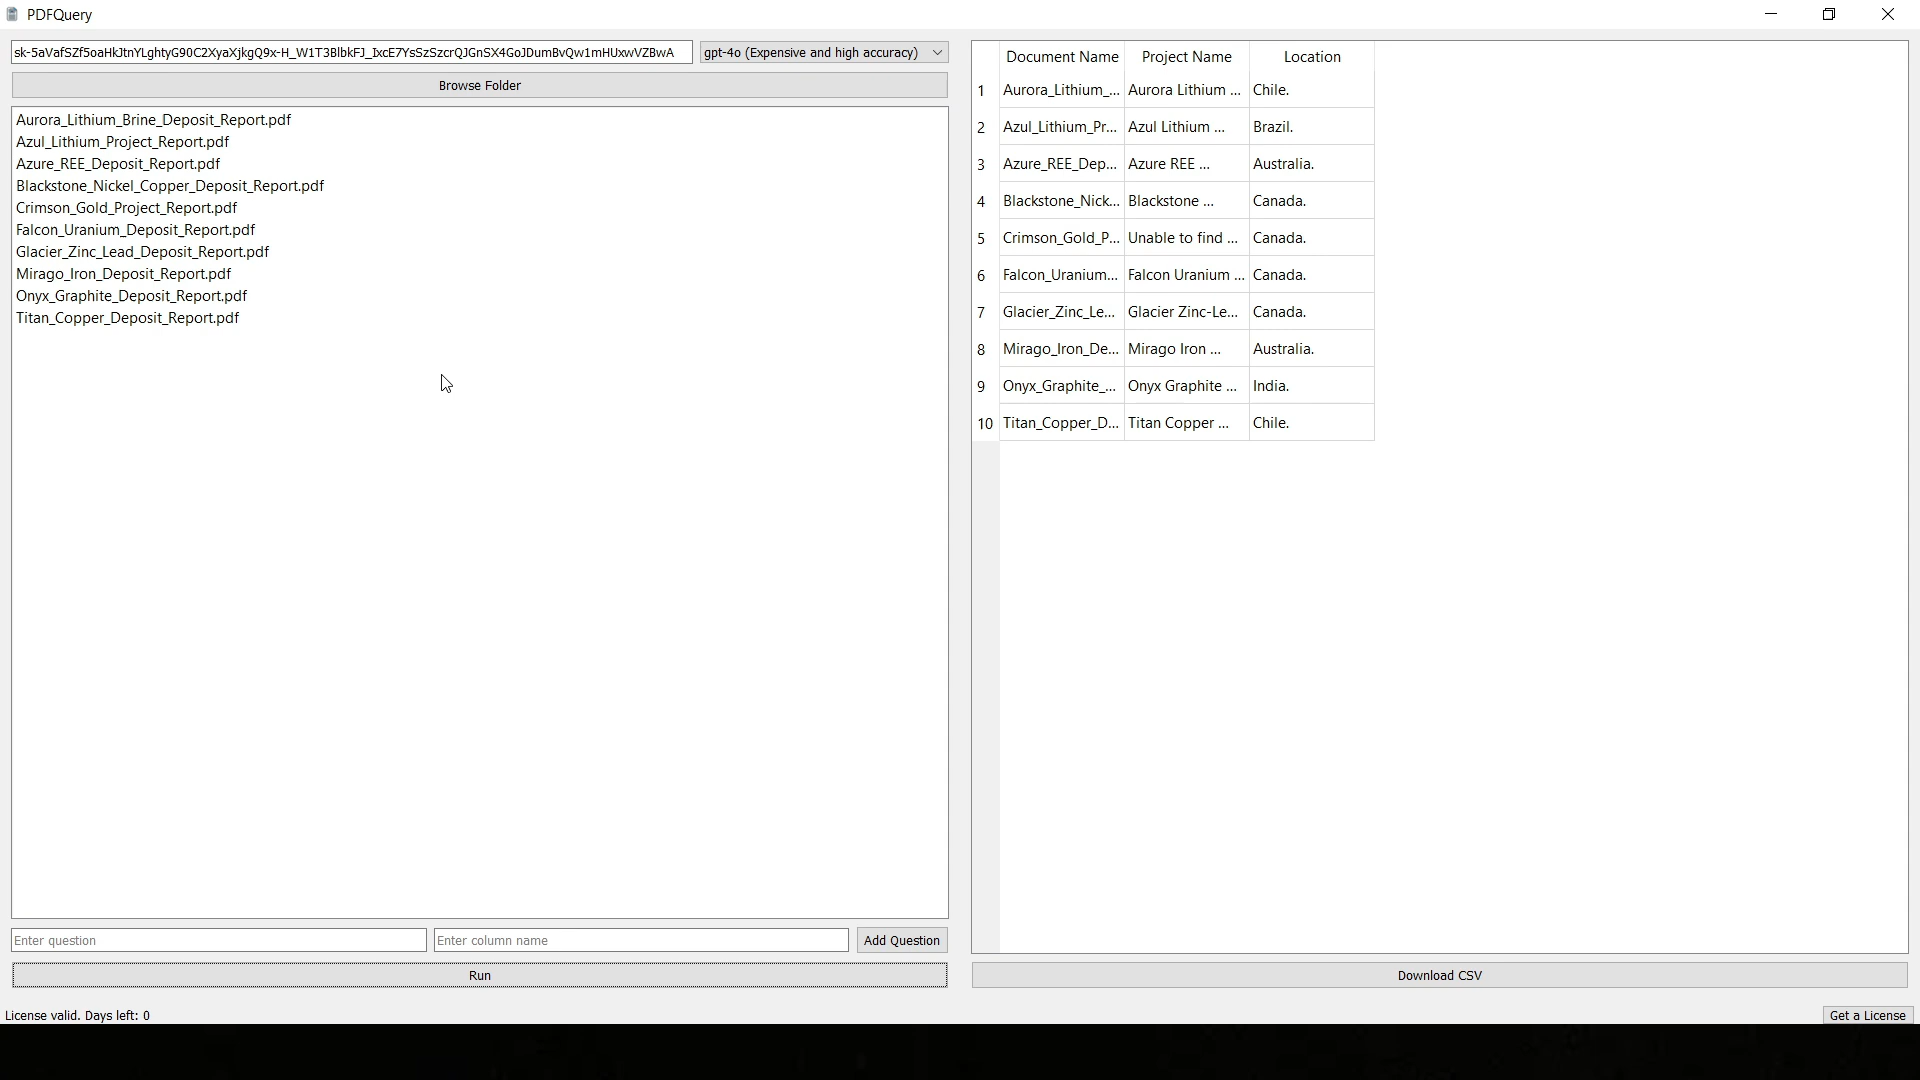 PDFQuery
gpt-4o (Expensive and high accuracy)
Browse Folder
Aurora_Lithium_Brine_Deposit_Report.pdf
Azul_Lithium_Project_Report.pdf
Azure_REE_Deposit_Report.pdf
Blackstone_Nickel_Copper_Deposit_Report.pdf
Crimson_Gold_Project_Report.pdf
Falcon_Uranium_Deposit_Report.pdf
Glacier_Zinc_Lead_Deposit_Report.pdf
Mirago_Iron_Deposit_Report.pdf
Onyx_Graphite_Deposit_Report.pdf
Titan_Copper_Deposit_Report.pdf
Enter question Enter column name Add Question
Run
License valid. Days left: 0
Document Name Project Name Location
1 Aurora_Lithium_... Aurora Lithium ... Chile.
2 Azul_Lithium_Pr... Azul Lithium ... Brazil.
3 Azure_REE_Dep... Azure REE ... Australia.
4 Blackstone_Nick... Blackstone ... Canada.
5 Crimson_Gold_P... Unable to find ... Canada.
6 Falcon_Uranium... Falcon Uranium ... Canada.
7 Glacier_Zinc_Le... Glacier Zinc-Le... Canada.
8 Mirago_Iron_De... Mirago Iron ... Australia.
9 Onyx_Graphite_... Onyx Graphite ... India.
10 Titan_Copper_D... Titan Copper ... Chile.
Download CSV
Get a License